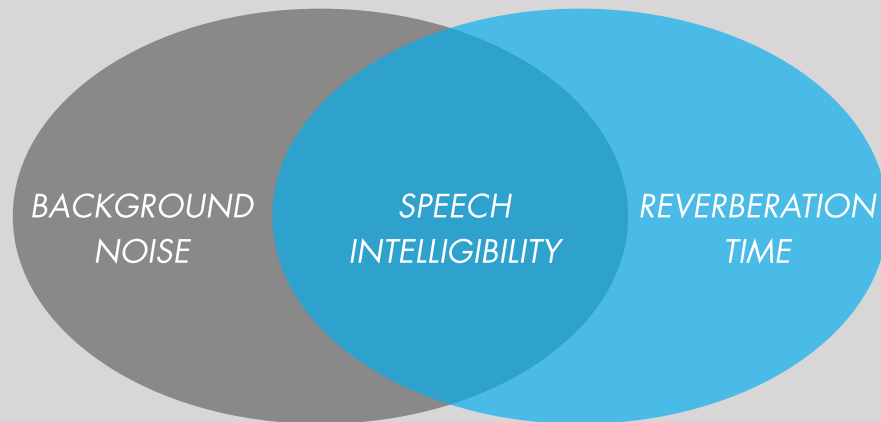 BACKGROUND
NOISE
SPEECH
INTELLIGIBILITY
REVERBERATION
TIME